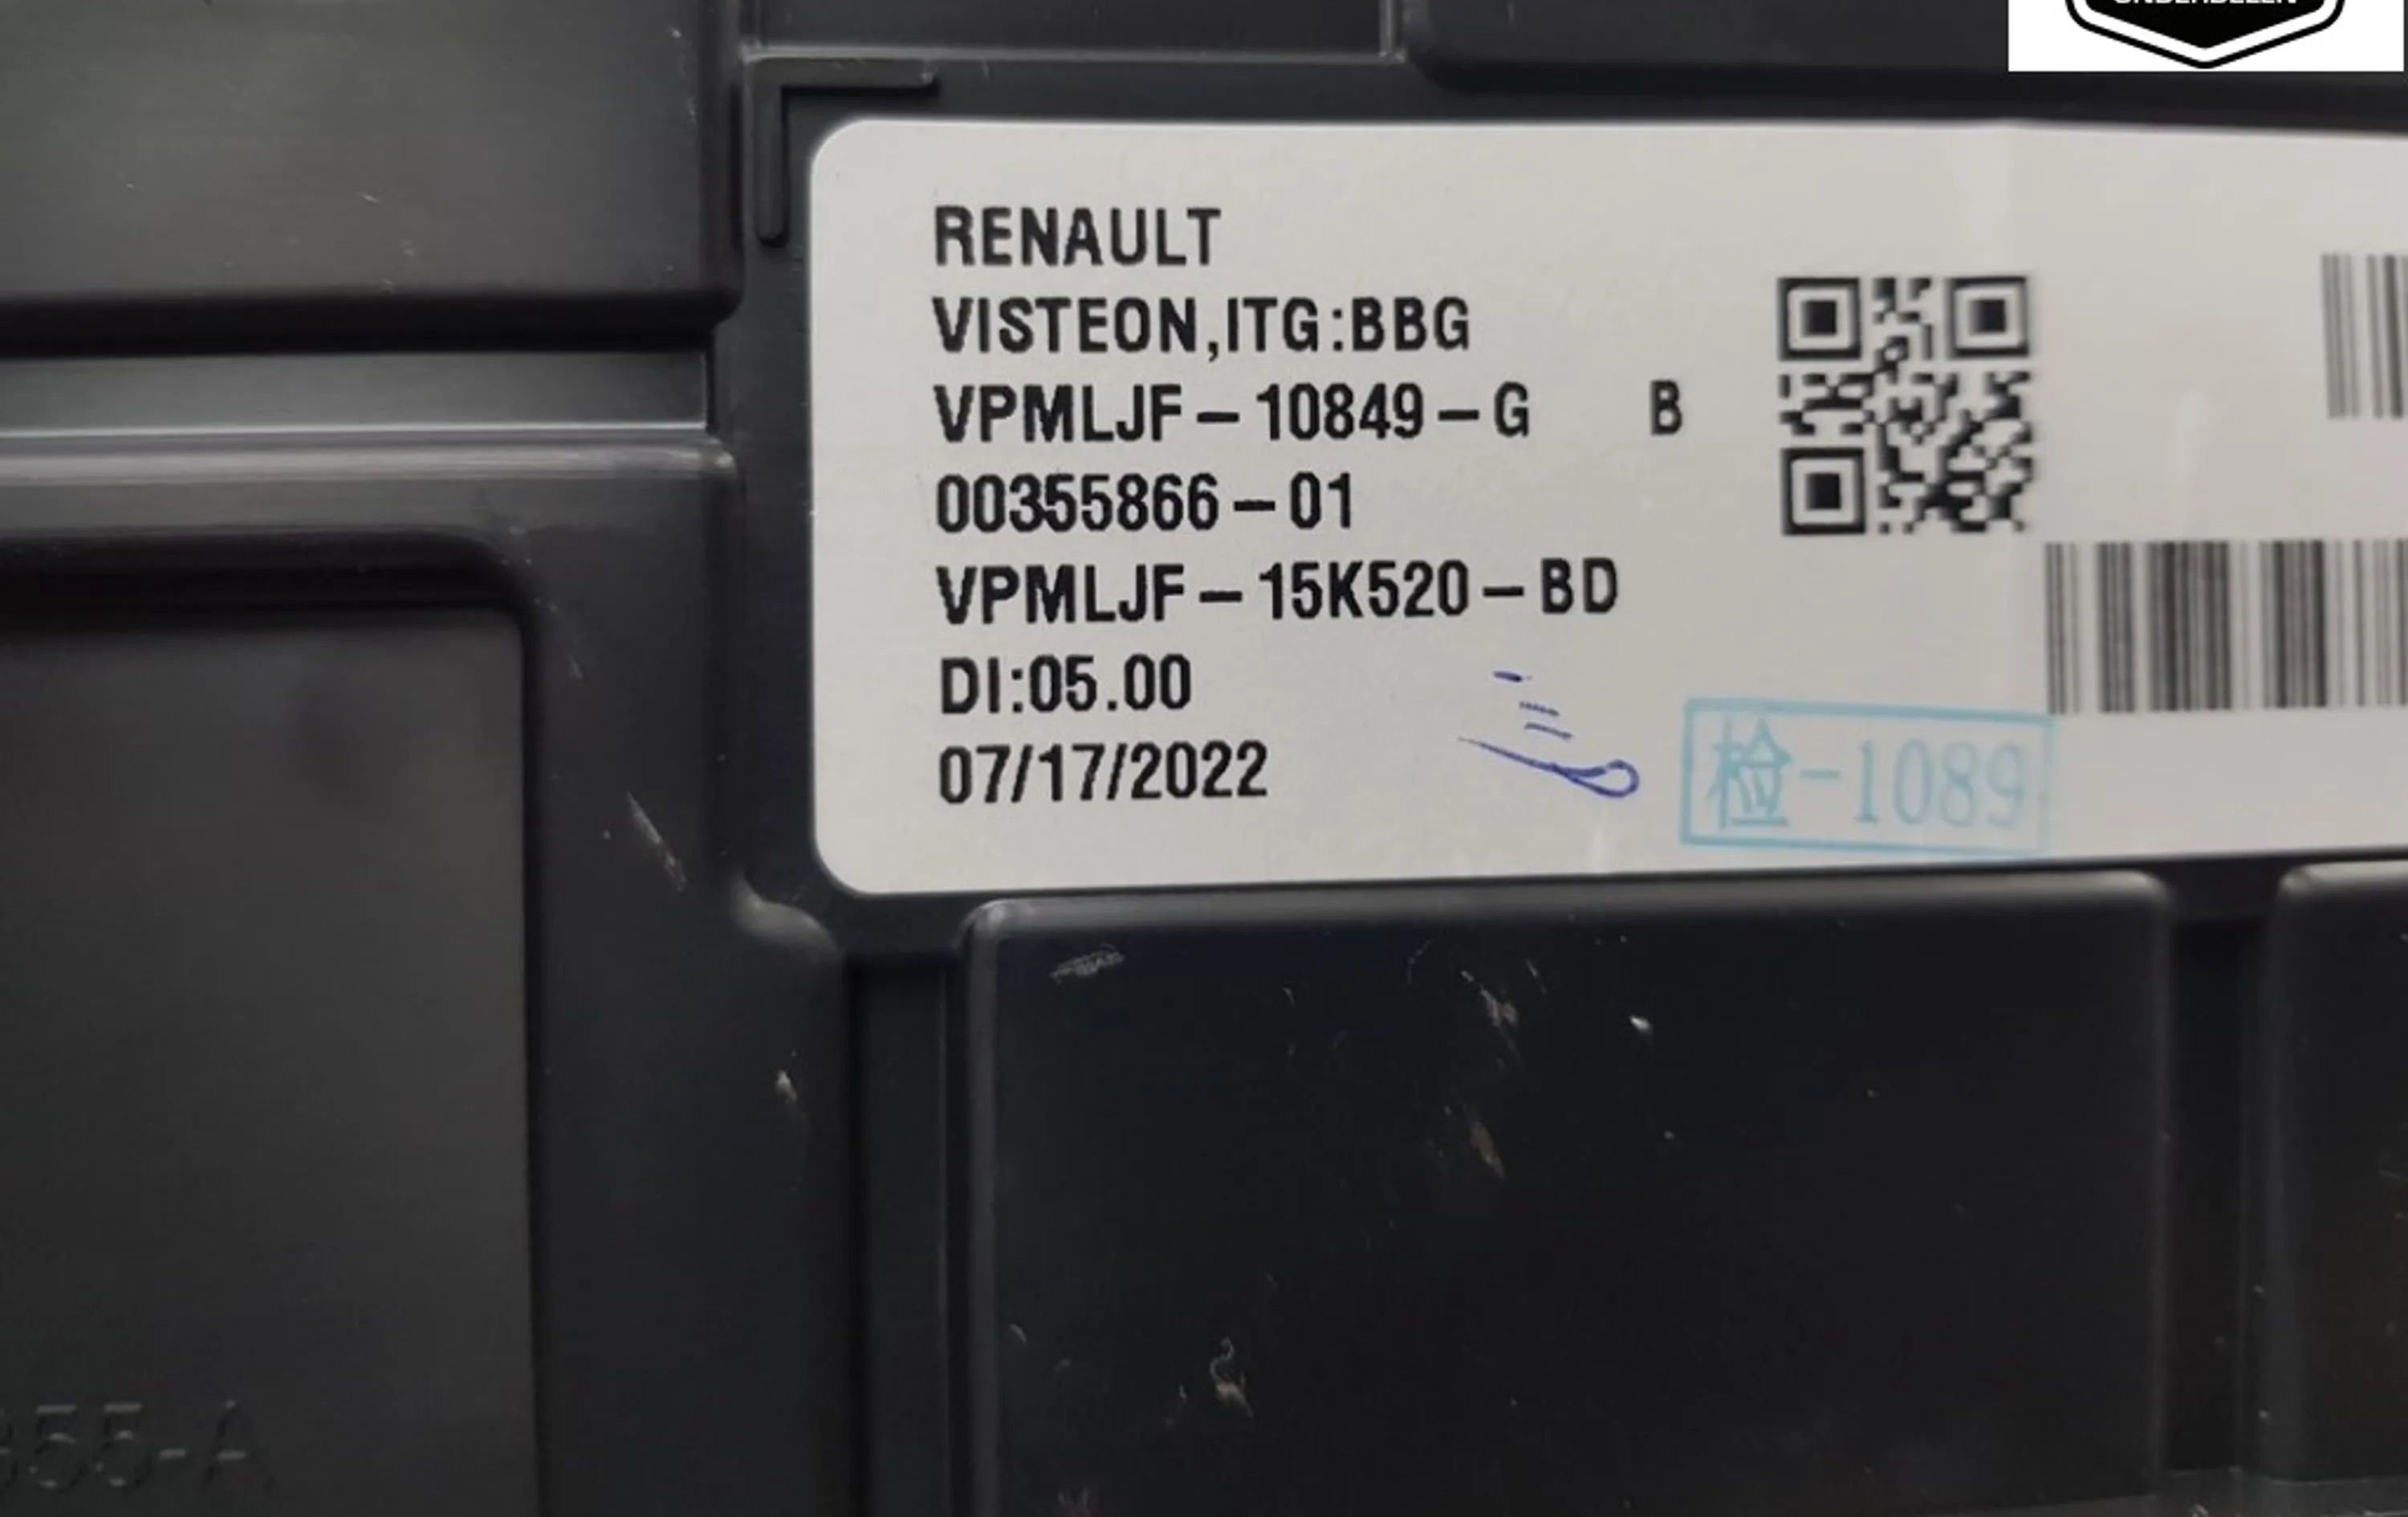 RENAULT
VISTEON,ITG:BBG
VPMLJF-10849-G B
00355866-01
VPMLJF-15K520-BD
DI:05.00
07/17/2022
检-1089
55-A